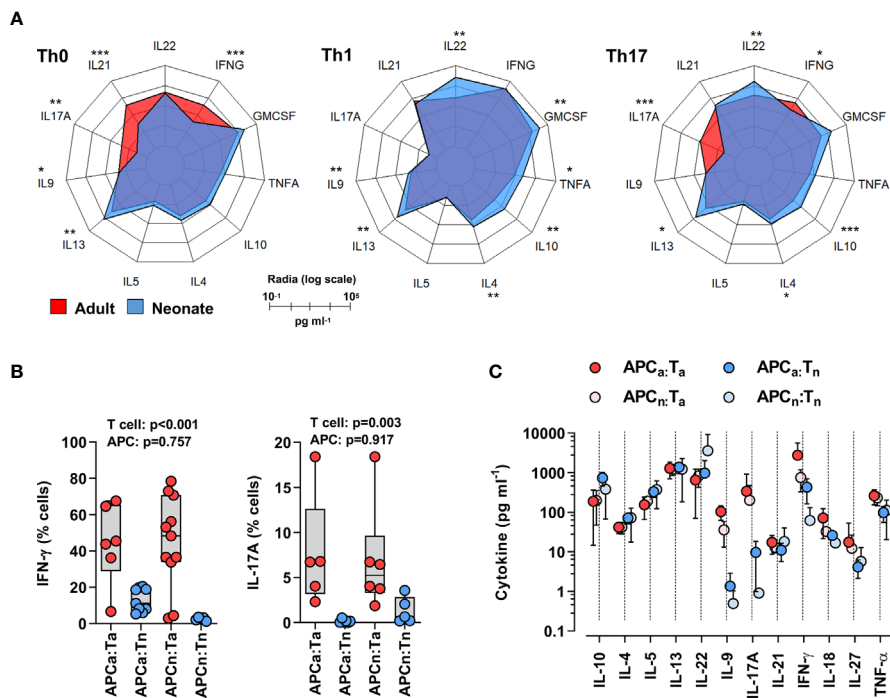 A
Th0
IL22
***
IFNG
GMCSF
TNFA
IL10
IL4
IL5
**
IL13
*
IL9
**
IL17A
***
IL21
Th1
**
IL22
IFNG
**
GMCSF
*
TNFA
**
IL10
IL4
**
IL5
**
IL13
**
IL9
IL17A
IL21
Th17
**
IL22
*
IFNG
GMCSF
TNFA
***
IL10
IL4
*
IL5
*
IL13
IL9
***
IL17A
IL21
Adult
Neonate
Radia (log scale)
10-1 105
pg ml-1
B
T cell: p<0.001
APC: p=0.757
IFN-γ (% cells)
100
80
60
40
20
0
APCa:Ta
APCa:Tn
APCn:Ta
APCn:Tn
T cell: p=0.003
APC: p=0.917
IL-17A (% cells)
20
15
10
5
0
APCa:Ta
APCa:Tn
APCn:Ta
APCn:Tn
C
APCa:Ta
APCa:Tn
APCn:Ta
APCn:Tn
Cytokine (pg ml-1)
10000
1000
100
10
1
0.1
IL-10
IL-4
IL-5
IL-13
IL-22
IL-9
IL-17A
IL-21
IFN-γ
IL-18
IL-27
TNF-α